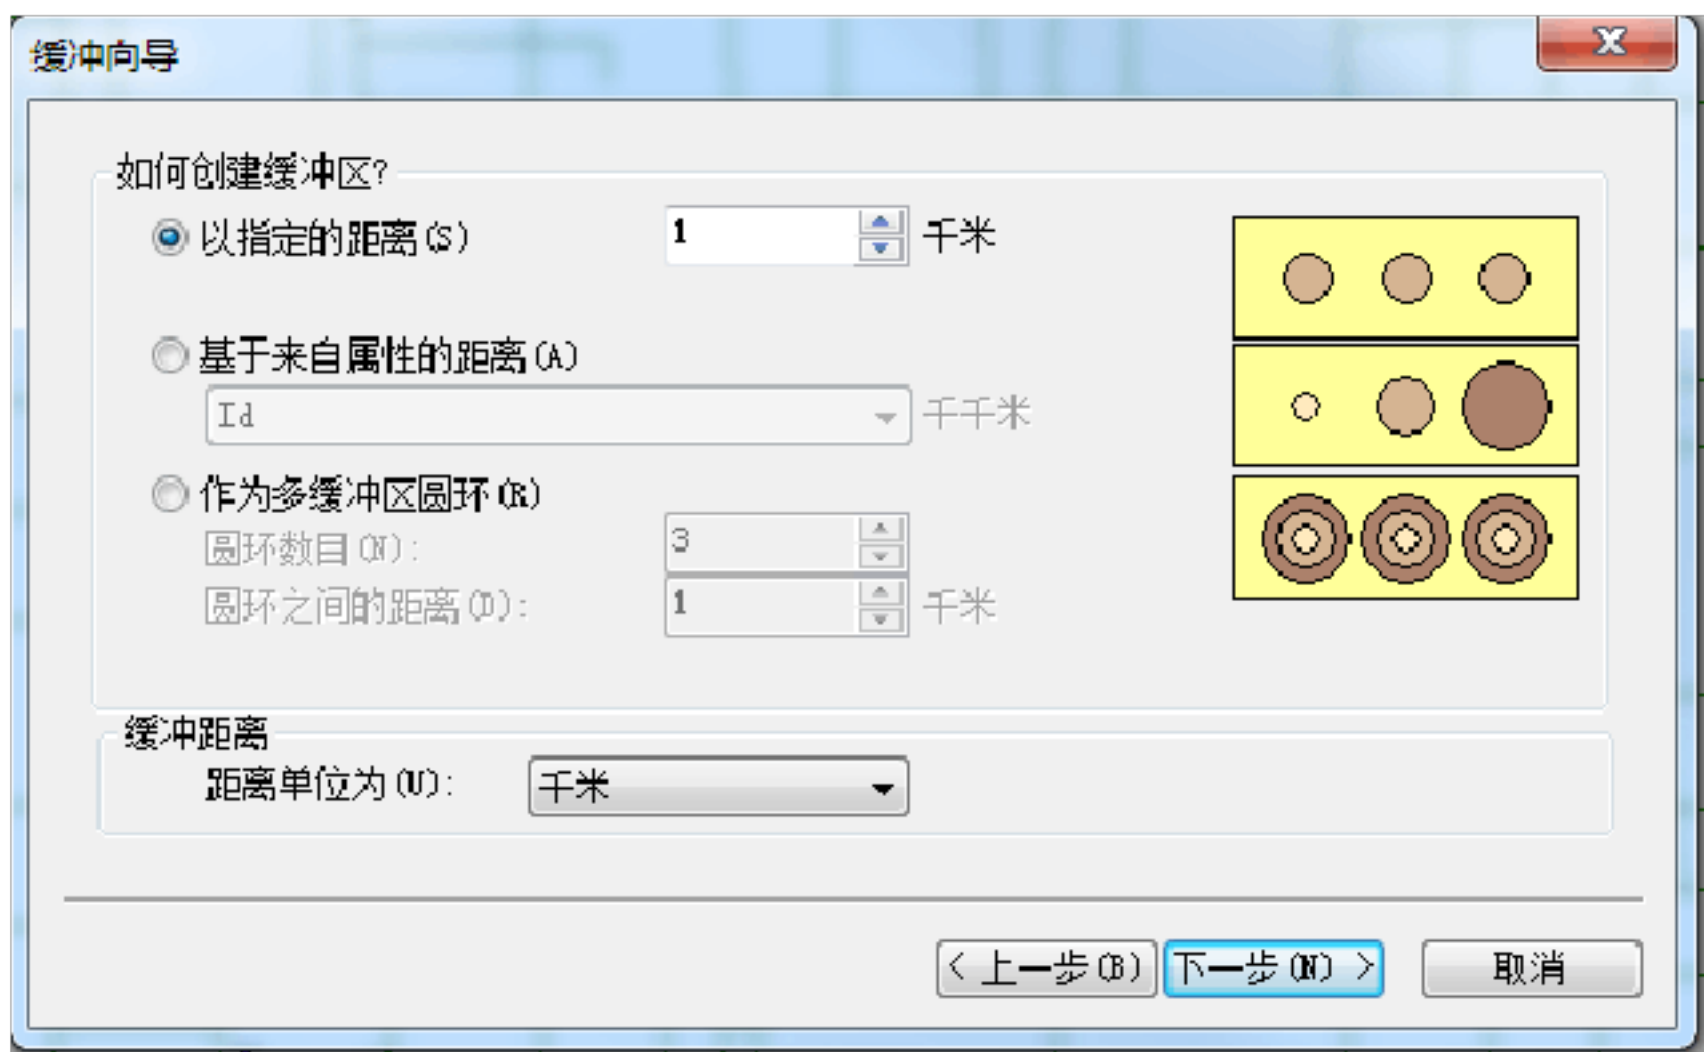 缓冲向导
如何创建缓冲区?
以指定的距离(S) 1 千米
基于来自属性的距离(A)
Id 千千米
作为多缓冲区圆环(R)
圆环数目(N): 3
圆环之间的距离(D): 1 千米
缓冲距离
距离单位为(U): 千米
< 上一步(B) 下一步(N) > 取消